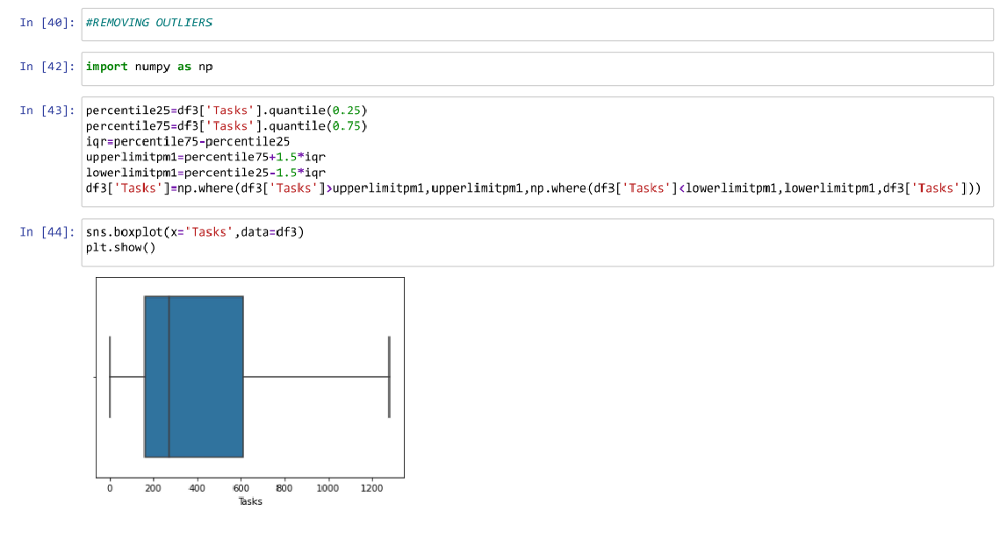 In [40]: #REMOVING OUTLIERS
In [42]: import numpy as np
In [43]: percentile25=df3['Tasks'].quantile(0.25)
percentile75=df3['Tasks'].quantile(0.75)
iqr=percentile75-percentile25
upperlimitpm1=percentile75+1.5*iqr
lowerlimitpm1=percentile25-1.5*iqr
df3['Tasks']=np.where(df3['Tasks']>upperlimitpm1,upperlimitpm1,np.where(df3['Tasks']<lowerlimitpm1,lowerlimitpm1,df3['Tasks']))
In [44]: sns.boxplot(x='Tasks',data=df3)
plt.show()
0 200 400 600 800 1000 1200
Tasks